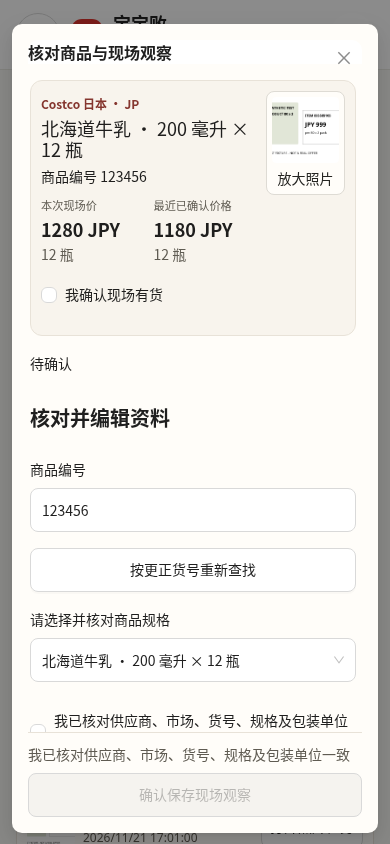 核对商品与现场观察
Costco 日本 · JP
北海道牛乳 · 200 毫升 ×
12 瓶
商品编号 123456
JPY 999
放大照片
本次现场价
最近已确认价格
1280 JPY
1180 JPY
12 瓶
12 瓶
我确认现场有货
待确认
核对并编辑资料
商品编号
123456
按更正货号重新查找
请选择并核对商品规格
北海道牛乳 · 200 毫升 × 12 瓶
我已核对供应商、市场、货号、规格及包装单位
我已核对供应商、市场、货号、规格及包装单位一致
确认保存现场观察
2026/11/21 17:01:00